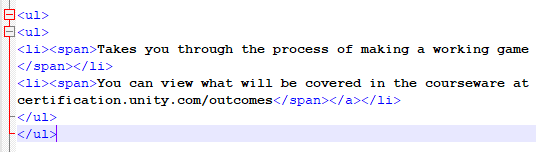 <ul>
<ul>
<li><span>Takes you through the process of making a working game
</span></li>
<li><span>You can view what will be covered in the courseware at
certification.unity.com/outcomes</span></a></li>
</ul>
</ul>